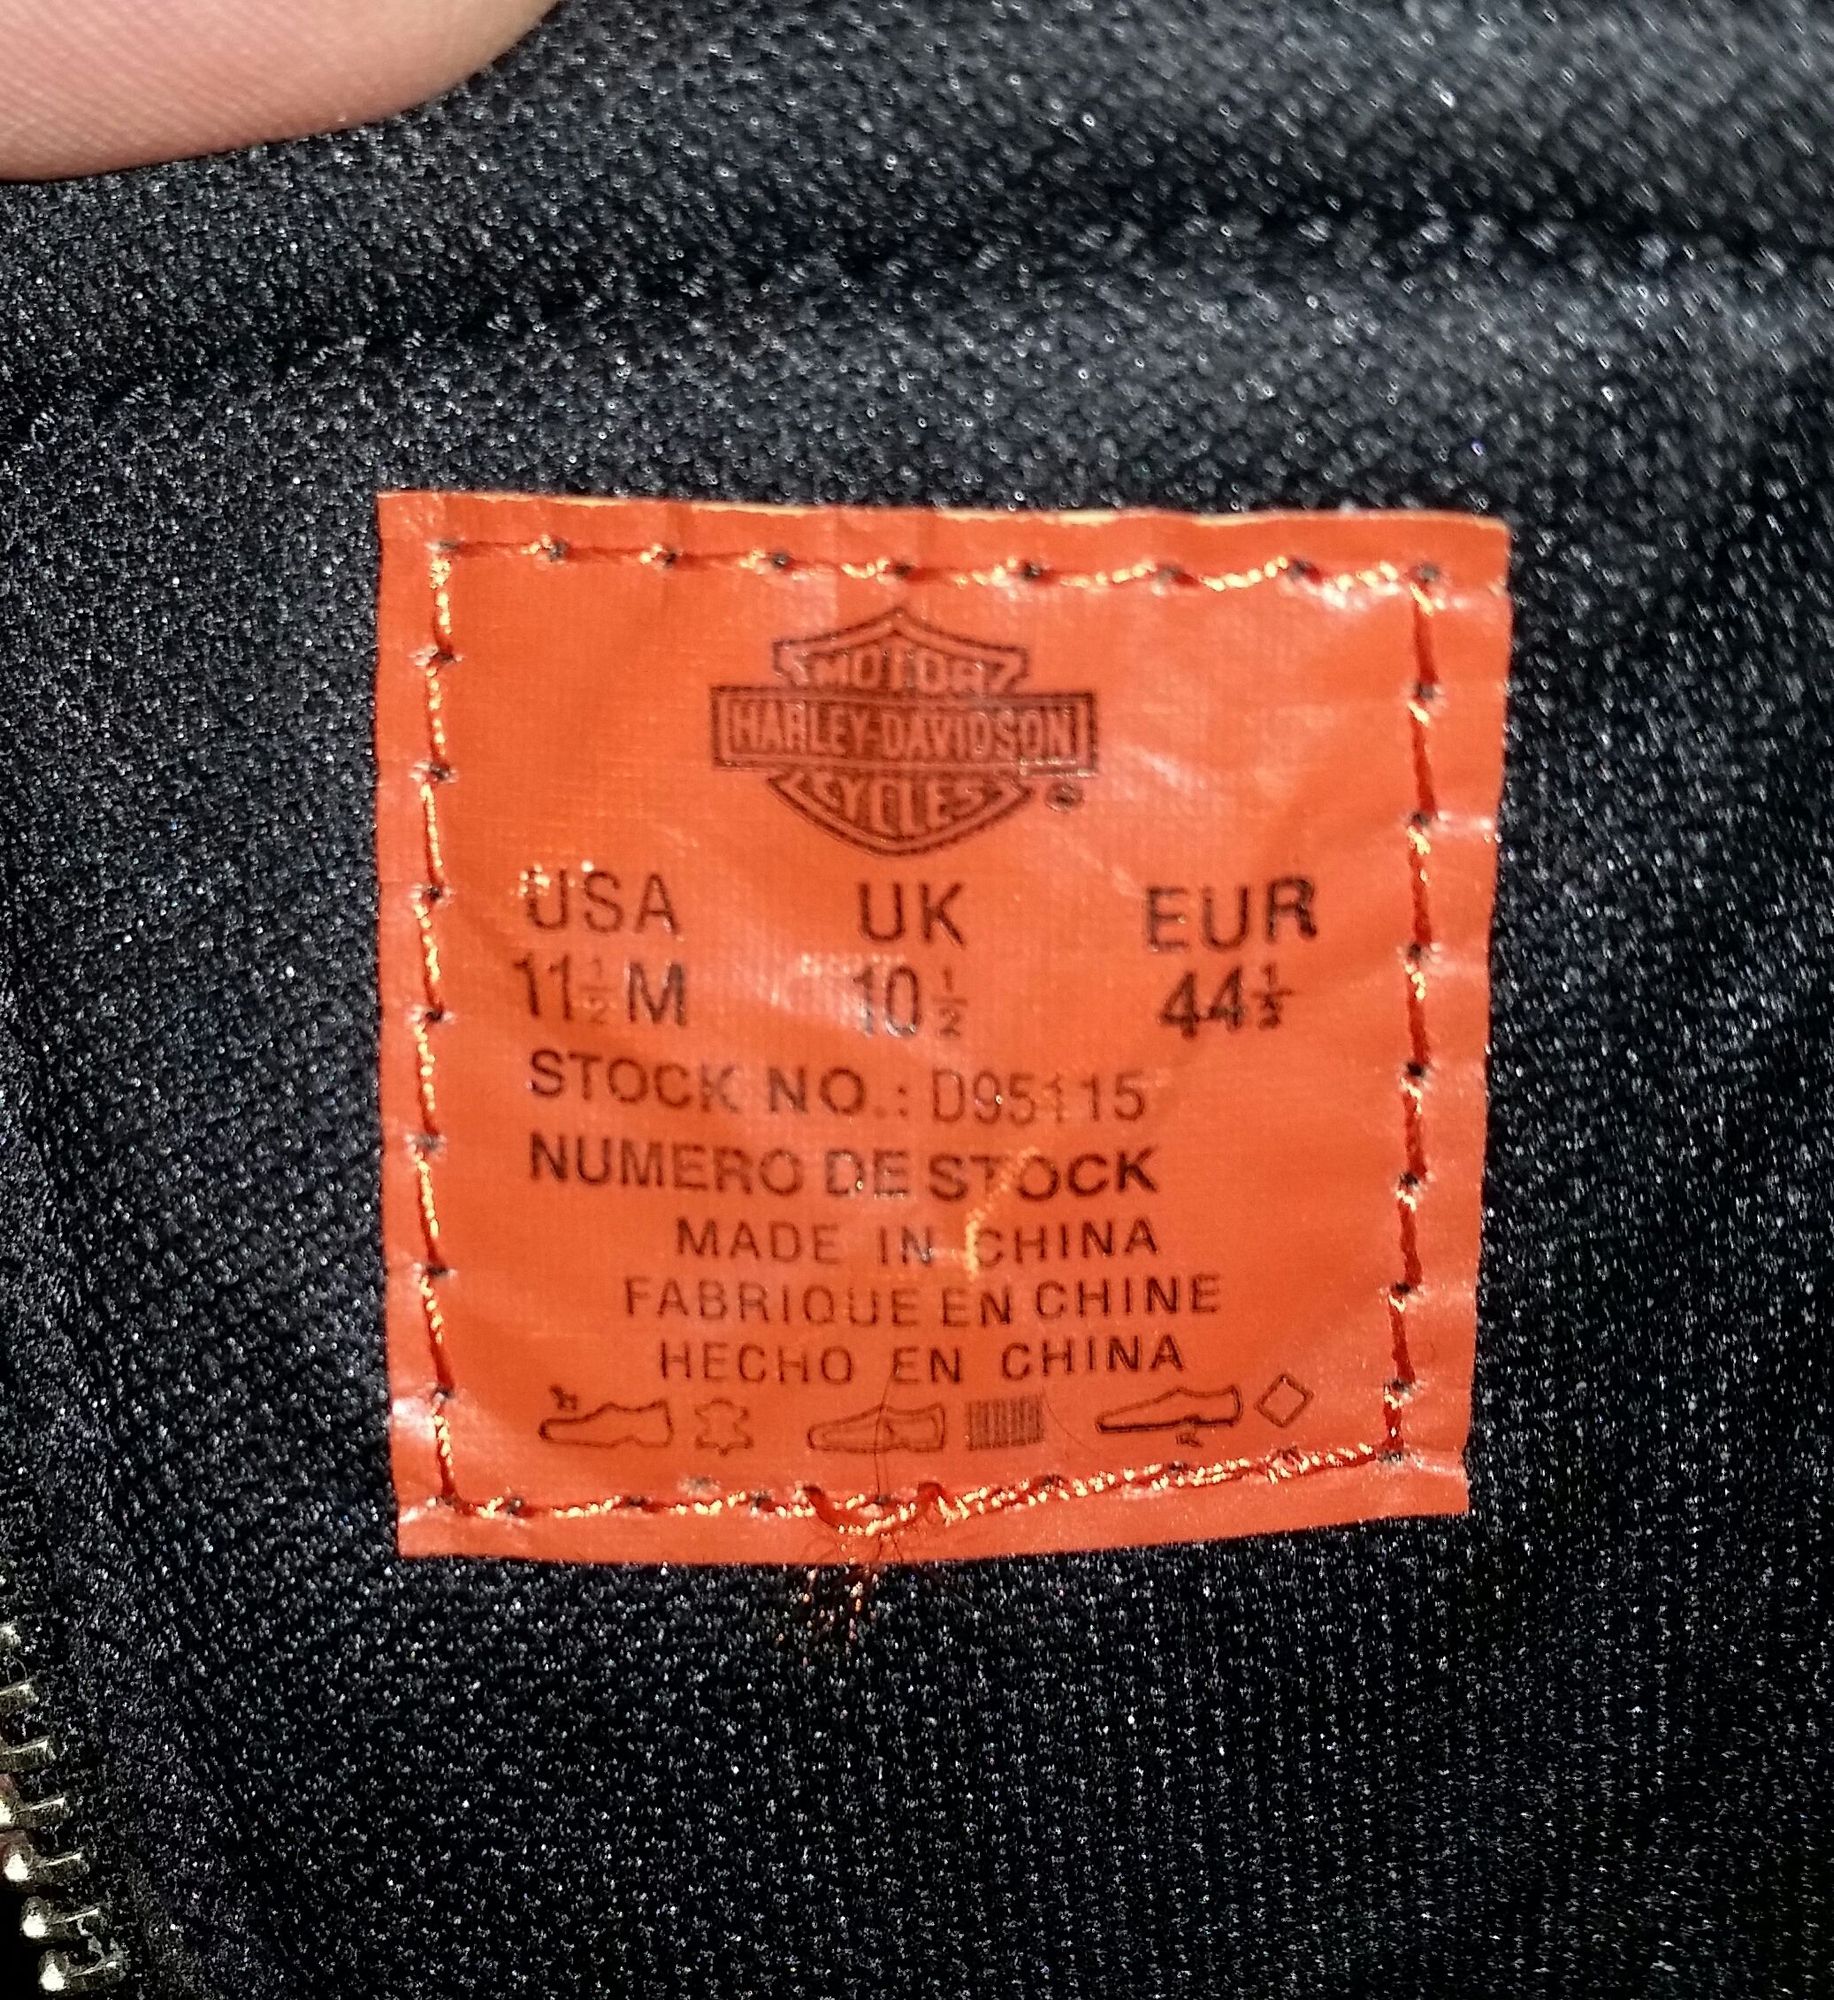 MOTOR
HARLEY-DAVIDSON
CYCLES ®
USA UK EUR
11½ M 10½ 44½
STOCK NO.: D95115
NUMERO DE STOCK
MADE IN CHINA
FABRIQUE EN CHINE
HECHO EN CHINA